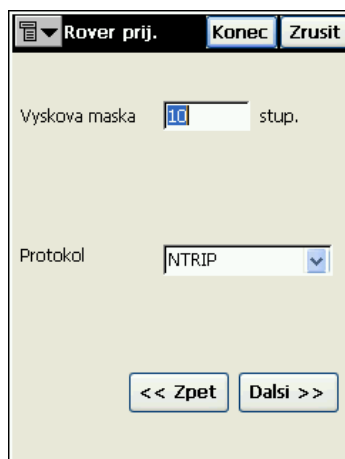 Rover prij. Konec Zrusit
Vyskova maska 10 stup.
Protokol NTRIP
<< Zpet Dalsi >>